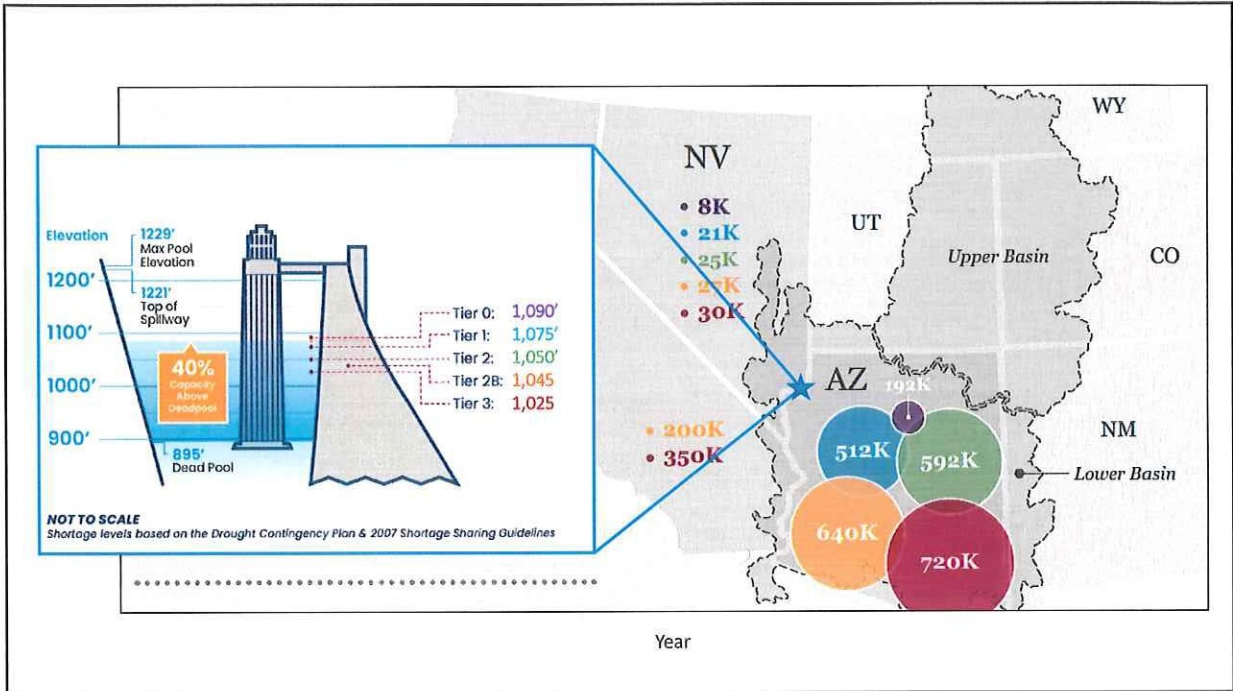 Elevation
1229'
Max Pool
Elevation
1200'
1221'
Top of
Spillway
1100'
40%
Capacity
Above
Deadpool
1000'
900'
895'
Dead Pool
Tier 0: 1,090'
Tier 1: 1,075'
Tier 2: 1,050'
Tier 2B: 1,045
Tier 3: 1,025
NOT TO SCALE
Shortage levels based on the Drought Contingency Plan & 2007 Shortage Sharing Guidelines
NV
• 8K
• 21K
• 25K
• 27K
• 30K
• 200K
• 350K
UT
WY
Upper Basin
CO
AZ
192K
512K
592K
640K
720K
NM
Lower Basin
Year